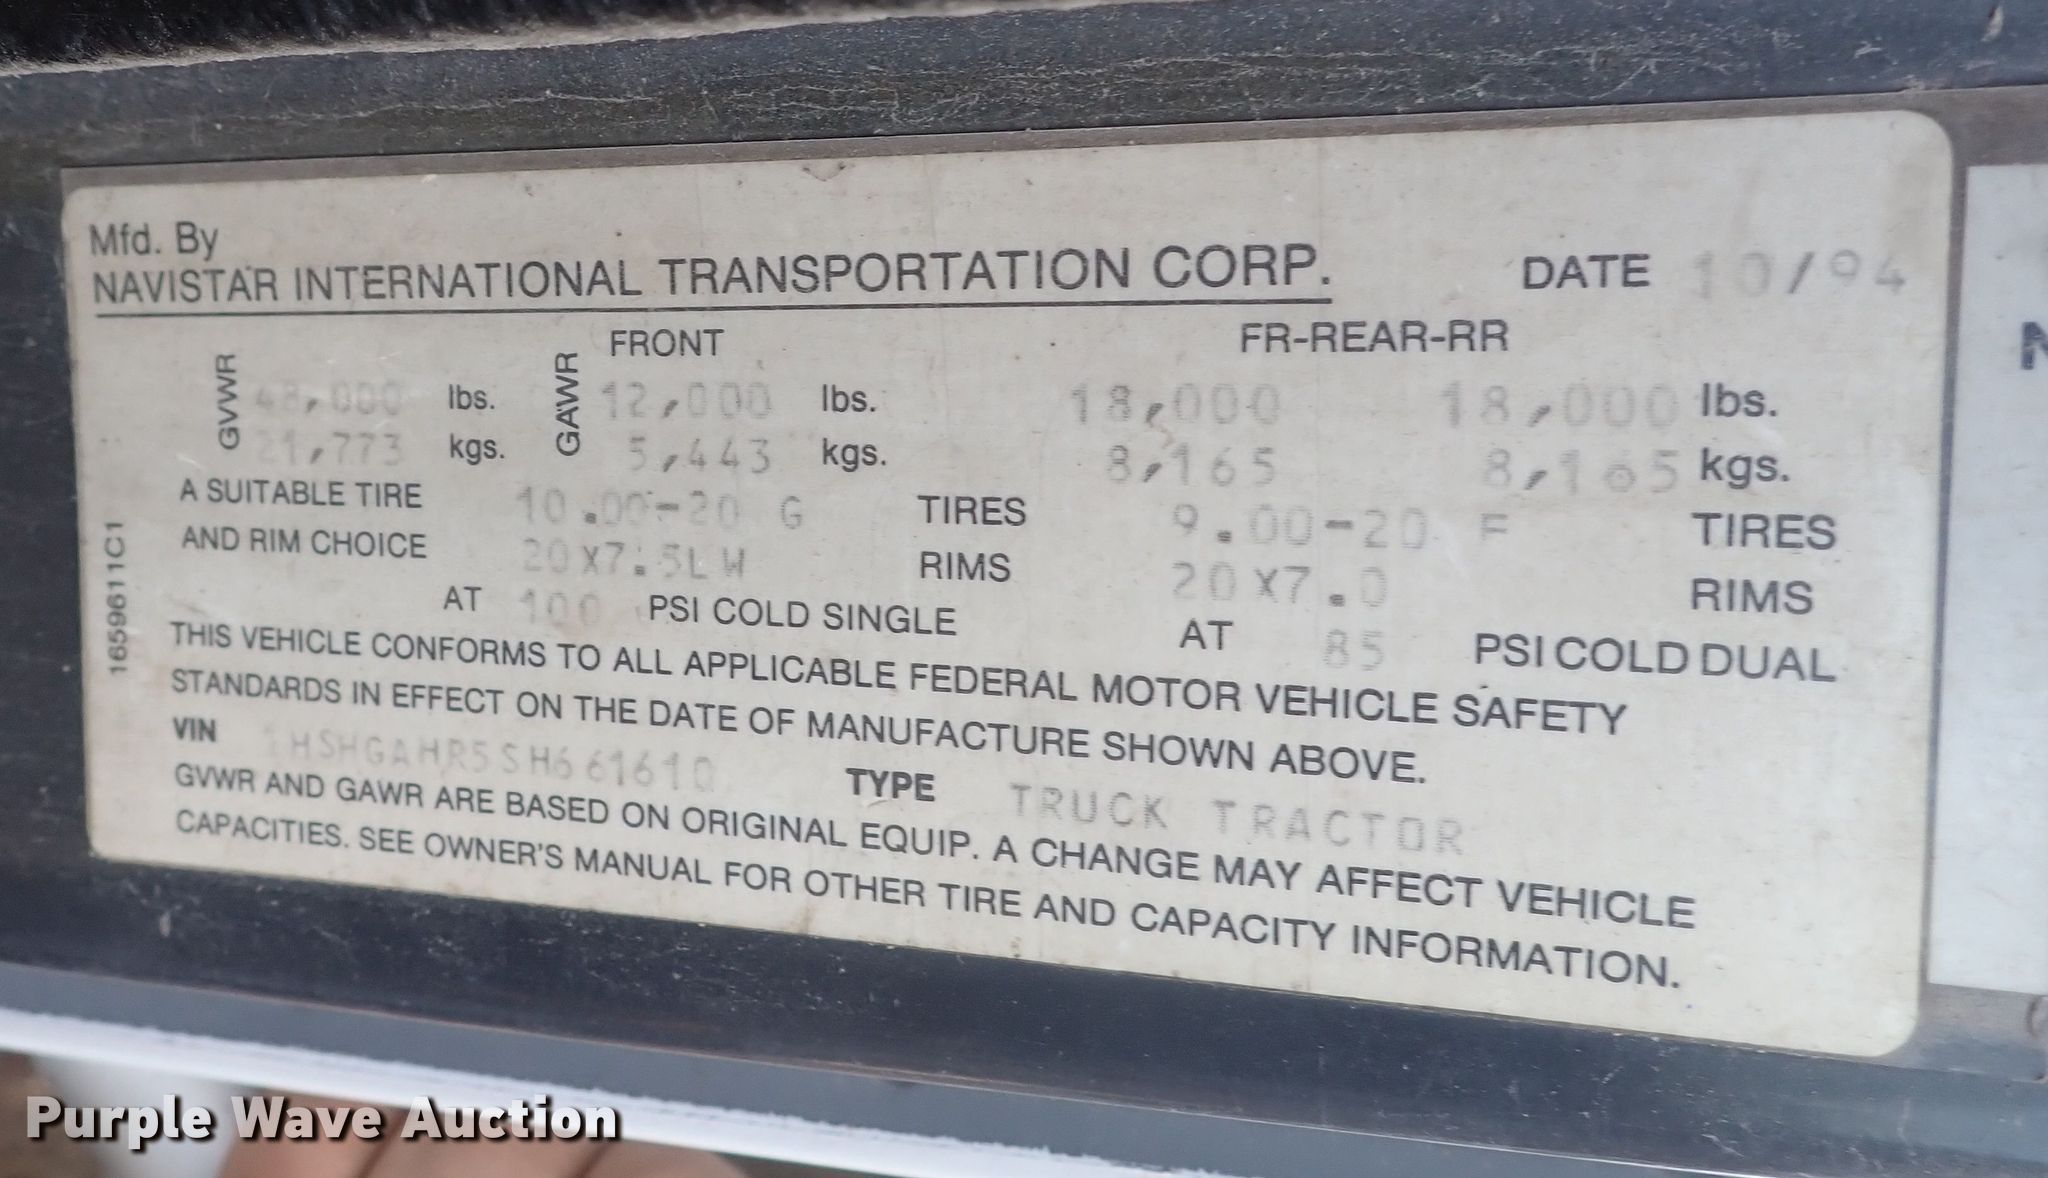 Mfd. By
NAVISTAR INTERNATIONAL TRANSPORTATION CORP. DATE 10/94
GVWR 48,000 lbs. GAWR FRONT 12,000 lbs. FR-REAR-RR 18,000 18,000 lbs.
21,773 kgs. 5,443 kgs. 8,165 8,165 kgs.
A SUITABLE TIRE 10.00-20 G TIRES 9.00-20 F TIRES
AND RIM CHOICE 20X7.5LW RIMS 20X7.0 RIMS
AT 100 PSI COLD SINGLE AT 85 PSI COLD DUAL
THIS VEHICLE CONFORMS TO ALL APPLICABLE FEDERAL MOTOR VEHICLE SAFETY
STANDARDS IN EFFECT ON THE DATE OF MANUFACTURE SHOWN ABOVE.
VIN 1HSHGAHR5SH661610 TYPE TRUCK TRACTOR
GVWR AND GAWR ARE BASED ON ORIGINAL EQUIP. A CHANGE MAY AFFECT VEHICLE
CAPACITIES. SEE OWNER'S MANUAL FOR OTHER TIRE AND CAPACITY INFORMATION.
1659611C1
N
Purple Wave Auction